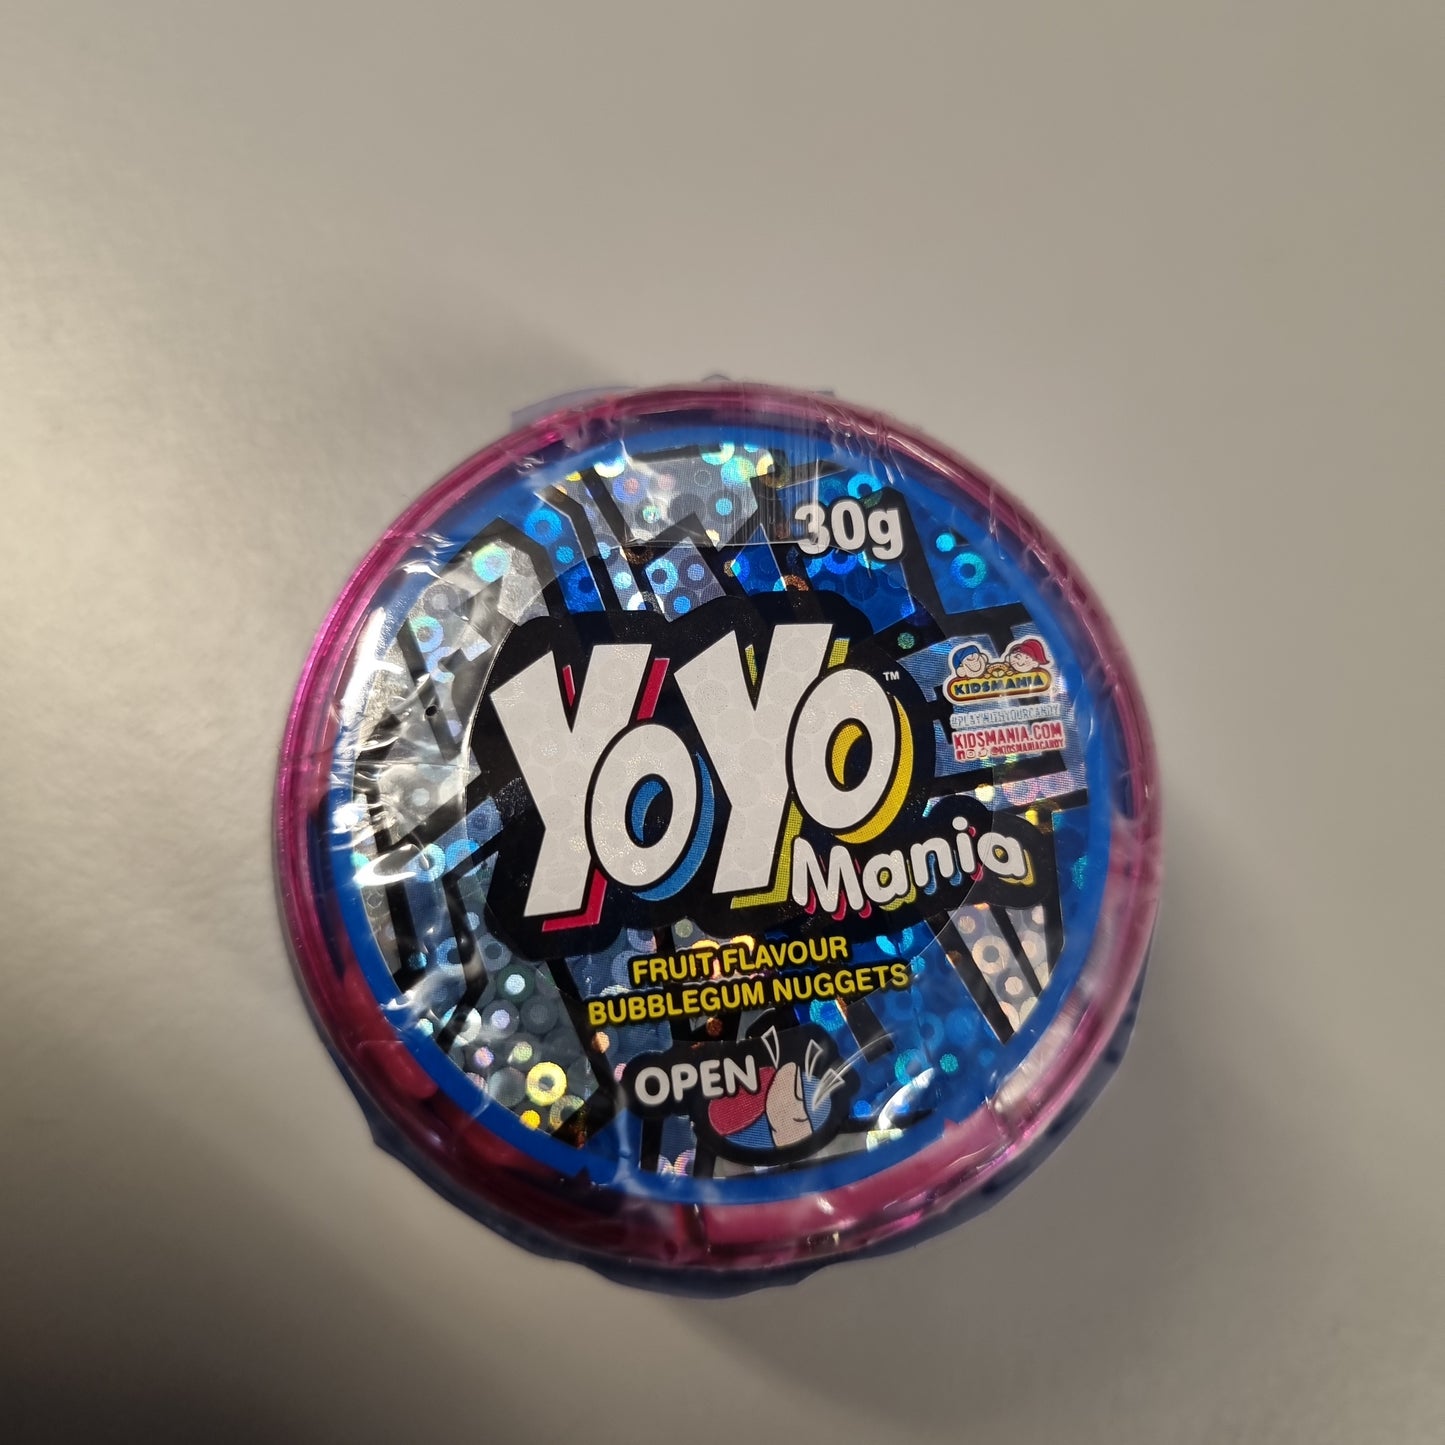 30g
YoYo™
Mania
KIDSMANIA
#PLAYWITHYOURCANDY
KIDSMANIA.COM
@KIDSMANIACANDY
FRUIT FLAVOUR
BUBBLEGUM NUGGETS
OPEN